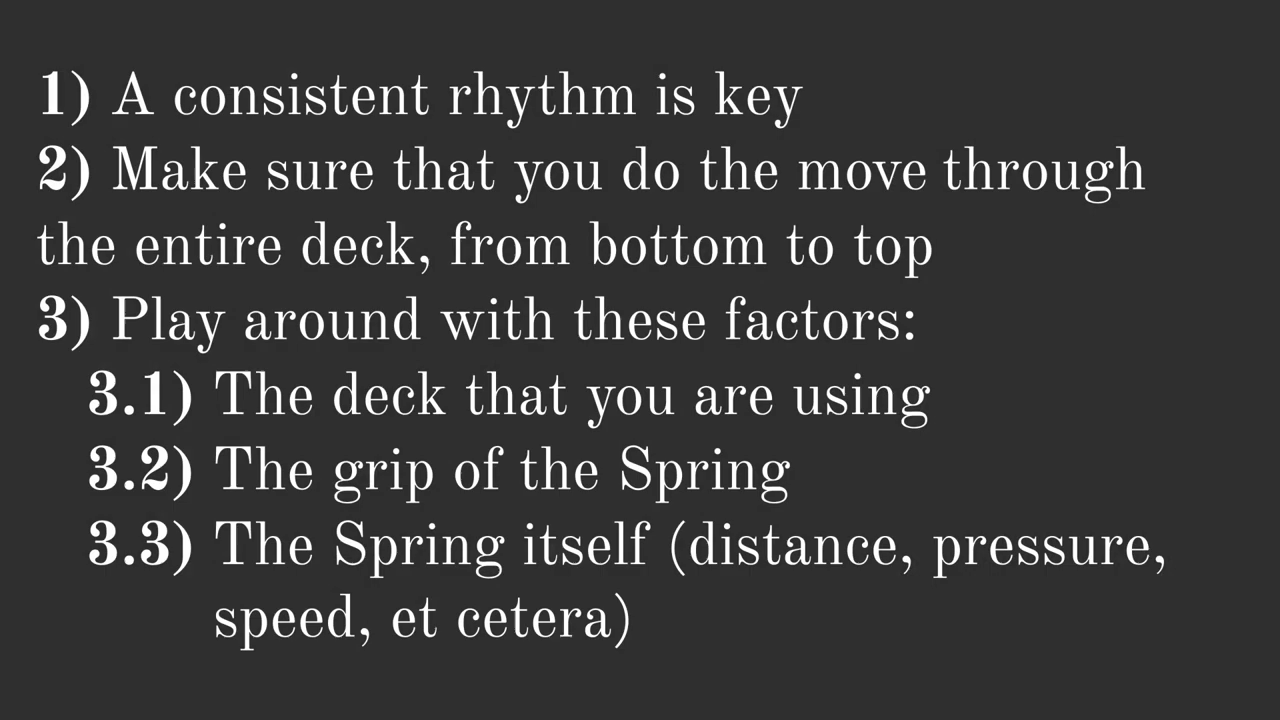 1) A consistent rhythm is key
2) Make sure that you do the move through
the entire deck, from bottom to top
3) Play around with these factors:
3.1) The deck that you are using
3.2) The grip of the Spring
3.3) The Spring itself (distance, pressure,
speed, et cetera)